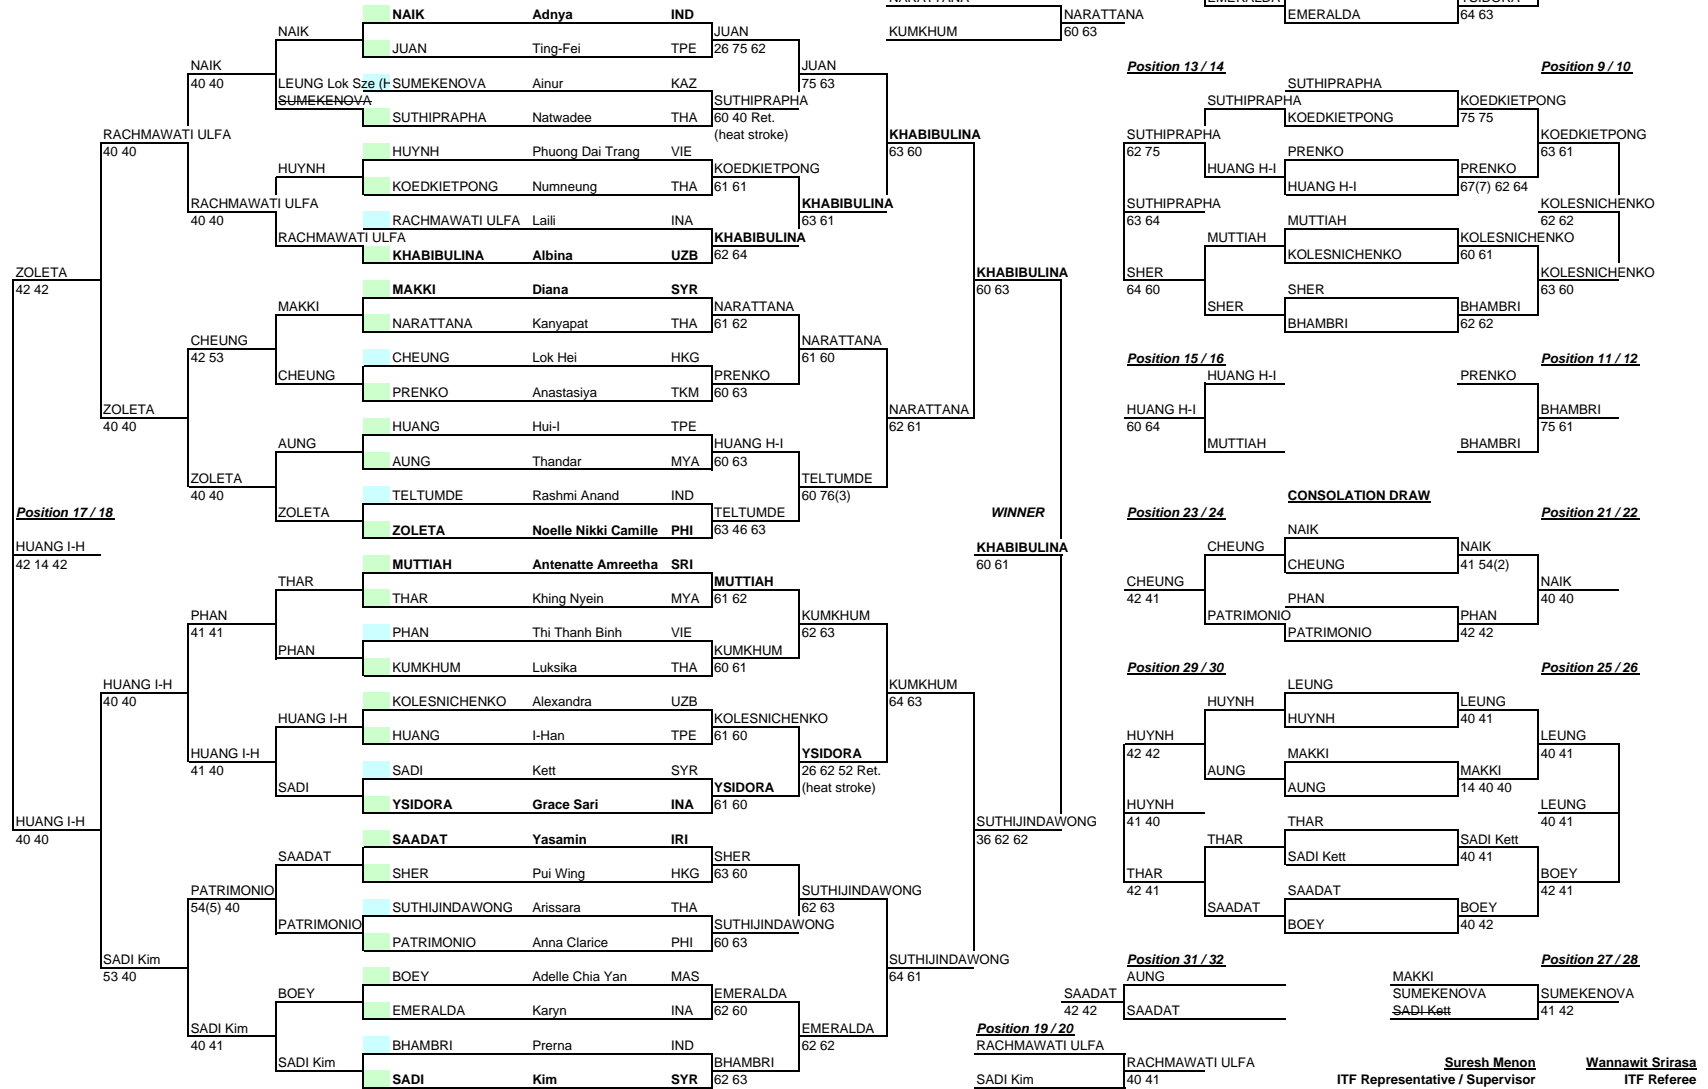 NARATTANA
KUMKHUM
NARATTANA
60 63
EMERALDA
EMERALDA
YSIDORA
64 63
NAIK Adnya IND
JUAN Ting-Fei TPE
SUMEKENOVA Ainur KAZ
SUTHIPRAPHA Natwadee THA
HUYNH Phuong Dai Trang VIE
KOEDKIETPONG Numneung THA
RACHMAWATI ULFA Laili INA
KHABIBULINA Albina UZB
MAKKI Diana SYR
NARATTANA Kanyapat THA
CHEUNG Lok Hei HKG
PRENKO Anastasiya TKM
HUANG Hui-I TPE
AUNG Thandar MYA
TELTUMDE Rashmi Anand IND
ZOLETA Noelle Nikki Camille PHI
MUTTIAH Antenatte Amreetha SRI
THAR Khing Nyein MYA
PHAN Thi Thanh Binh VIE
KUMKHUM Luksika THA
KOLESNICHENKO Alexandra UZB
HUANG I-Han TPE
SADI Kett SYR
YSIDORA Grace Sari INA
SAADAT Yasamin IRI
SHER Pui Wing HKG
SUTHIJINDAWONG Arissara THA
PATRIMONIO Anna Clarice PHI
BOEY Adelle Chia Yan MAS
EMERALDA Karyn INA
BHAMBRI Prerna IND
SADI Kim SYR
NAIK
LEUNG Lok Sze (H
SUMEKENOVA
HUYNH
RACHMAWATI ULFA
MAKKI
CHEUNG
AUNG
ZOLETA
THAR
PHAN
HUANG I-H
SADI
SAADAT
PATRIMONIO
BOEY
SADI Kim
NAIK
40 40
RACHMAWATI ULFA
40 40
CHEUNG
42 53
ZOLETA
40 40
PHAN
41 41
HUANG I-H
41 40
PATRIMONIO
54(5) 40
SADI Kim
40 41
RACHMAWATI ULFA
40 40
ZOLETA
40 40
HUANG I-H
40 40
SADI Kim
53 40
ZOLETA
42 42
Position 17 / 18
HUANG I-H
42 14 42
HUANG I-H
40 40
JUAN
26 75 62
SUTHIPRAPHA
60 40 Ret.
(heat stroke)
KOEDKIETPONG
61 61
KHABIBULINA
62 64
NARATTANA
61 62
PRENKO
60 63
HUANG H-I
60 63
TELTUMDE
63 46 63
MUTTIAH
61 62
KUMKHUM
60 61
KOLESNICHENKO
61 60
YSIDORA
61 60
SHER
63 60
SUTHIJINDAWONG
60 63
EMERALDA
62 60
BHAMBRI
62 63
JUAN
75 63
KHABIBULINA
63 61
NARATTANA
61 60
TELTUMDE
60 76(3)
KUMKHUM
62 63
YSIDORA
26 62 52 Ret.
(heat stroke)
SUTHIJINDAWONG
62 63
EMERALDA
62 62
KHABIBULINA
63 60
NARATTANA
62 61
KUMKHUM
64 63
SUTHIJINDAWONG
64 61
KHABIBULINA
60 63
WINNER
KHABIBULINA
60 61
SUTHIJINDAWONG
36 62 62
Position 13 / 14
Position 9 / 10
SUTHIPRAPHA
KOEDKIETPONG
PRENKO
HUANG H-I
MUTTIAH
KOLESNICHENKO
SHER
BHAMBRI
SUTHIPRAPHA
HUANG H-I
MUTTIAH
SHER
SUTHIPRAPHA
62 75
SUTHIPRAPHA
63 64
SHER
64 60
KOEDKIETPONG
75 75
PRENKO
67(7) 62 64
KOLESNICHENKO
60 61
BHAMBRI
62 62
KOEDKIETPONG
63 61
KOLESNICHENKO
62 62
KOLESNICHENKO
63 60
Position 15 / 16
HUANG H-I
HUANG H-I
60 64
MUTTIAH
Position 11 / 12
PRENKO
BHAMBRI
75 61
BHAMBRI
CONSOLATION DRAW
Position 23 / 24
Position 21 / 22
NAIK
CHEUNG
PHAN
PATRIMONIO
CHEUNG
PATRIMONIO
CHEUNG
42 41
NAIK
41 54(2)
PHAN
42 42
NAIK
40 40
Position 29 / 30
Position 25 / 26
LEUNG
HUYNH
MAKKI
AUNG
THAR
SADI Kett
SAADAT
BOEY
HUYNH
AUNG
THAR
SAADAT
HUYNH
42 42
HUYNH
41 40
THAR
42 41
LEUNG
40 41
MAKKI
14 40 40
SADI Kett
40 41
BOEY
40 42
LEUNG
40 41
LEUNG
40 41
BOEY
42 41
Position 31 / 32
AUNG
SAADAT
42 42
SAADAT
Position 27 / 28
MAKKI
SUMEKENOVA
SADI Kett
SUMEKENOVA
41 42
Position 19 / 20
RACHMAWATI ULFA
SADI Kim
RACHMAWATI ULFA
40 41
Suresh Menon
ITF Representative / Supervisor
Wannawit Srirasa
ITF Referee